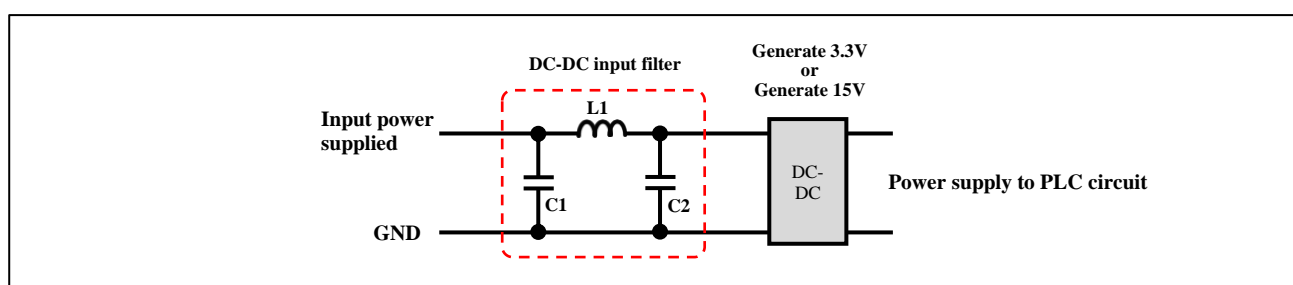 Generate 3.3V
or
Generate 15V
DC-DC input filter
L1
Input power
supplied
DC-
DC
Power supply to PLC circuit
C1
C2
GND